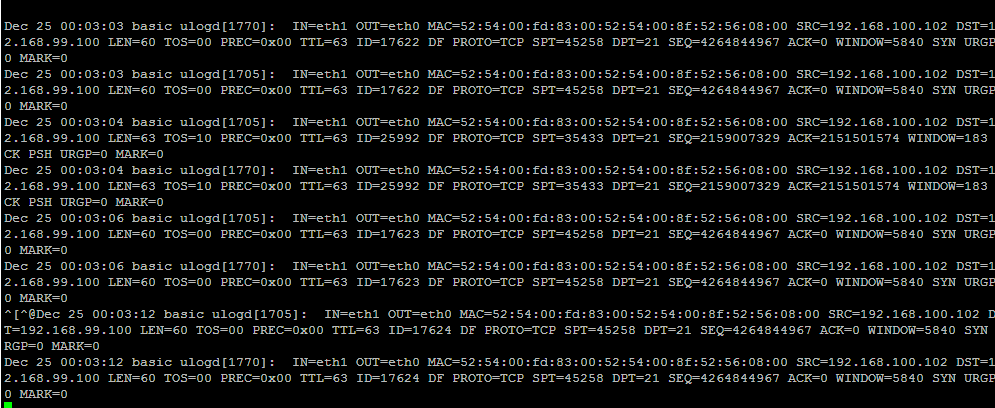 Dec 25 00:03:03 basic ulogd[1770]:  IN=eth1 OUT=eth0 MAC=52:54:00:fd:83:00:52:54:00:8f:52:56:08:00 SRC=192.168.100.102 DST=1
2.168.99.100 LEN=60 TOS=00 PREC=0x00 TTL=63 ID=17622 DF PROTO=TCP SPT=45258 DPT=21 SEQ=4264844967 ACK=0 WINDOW=5840 SYN URGP
0 MARK=0
Dec 25 00:03:03 basic ulogd[1705]:  IN=eth1 OUT=eth0 MAC=52:54:00:fd:83:00:52:54:00:8f:52:56:08:00 SRC=192.168.100.102 DST=1
2.168.99.100 LEN=60 TOS=00 PREC=0x00 TTL=63 ID=17622 DF PROTO=TCP SPT=45258 DPT=21 SEQ=4264844967 ACK=0 WINDOW=5840 SYN URGP
0 MARK=0
Dec 25 00:03:04 basic ulogd[1705]:  IN=eth1 OUT=eth0 MAC=52:54:00:fd:83:00:52:54:00:8f:52:56:08:00 SRC=192.168.100.102 DST=1
2.168.99.100 LEN=63 TOS=10 PREC=0x00 TTL=63 ID=25992 DF PROTO=TCP SPT=35433 DPT=21 SEQ=2159007329 ACK=2151501574 WINDOW=183
CK PSH URGP=0 MARK=0
Dec 25 00:03:04 basic ulogd[1770]:  IN=eth1 OUT=eth0 MAC=52:54:00:fd:83:00:52:54:00:8f:52:56:08:00 SRC=192.168.100.102 DST=1
2.168.99.100 LEN=63 TOS=10 PREC=0x00 TTL=63 ID=25992 DF PROTO=TCP SPT=35433 DPT=21 SEQ=2159007329 ACK=2151501574 WINDOW=183
CK PSH URGP=0 MARK=0
Dec 25 00:03:06 basic ulogd[1705]:  IN=eth1 OUT=eth0 MAC=52:54:00:fd:83:00:52:54:00:8f:52:56:08:00 SRC=192.168.100.102 DST=1
2.168.99.100 LEN=60 TOS=00 PREC=0x00 TTL=63 ID=17623 DF PROTO=TCP SPT=45258 DPT=21 SEQ=4264844967 ACK=0 WINDOW=5840 SYN URGP
0 MARK=0
Dec 25 00:03:06 basic ulogd[1770]:  IN=eth1 OUT=eth0 MAC=52:54:00:fd:83:00:52:54:00:8f:52:56:08:00 SRC=192.168.100.102 DST=1
2.168.99.100 LEN=60 TOS=00 PREC=0x00 TTL=63 ID=17623 DF PROTO=TCP SPT=45258 DPT=21 SEQ=4264844967 ACK=0 WINDOW=5840 SYN URGP
0 MARK=0
^[^@Dec 25 00:03:12 basic ulogd[1705]:  IN=eth1 OUT=eth0 MAC=52:54:00:fd:83:00:52:54:00:8f:52:56:08:00 SRC=192.168.100.102 D
T=192.168.99.100 LEN=60 TOS=00 PREC=0x00 TTL=63 ID=17624 DF PROTO=TCP SPT=45258 DPT=21 SEQ=4264844967 ACK=0 WINDOW=5840 SYN
RGP=0 MARK=0
Dec 25 00:03:12 basic ulogd[1770]:  IN=eth1 OUT=eth0 MAC=52:54:00:fd:83:00:52:54:00:8f:52:56:08:00 SRC=192.168.100.102 DST=1
2.168.99.100 LEN=60 TOS=00 PREC=0x00 TTL=63 ID=17624 DF PROTO=TCP SPT=45258 DPT=21 SEQ=4264844967 ACK=0 WINDOW=5840 SYN URGP
0 MARK=0